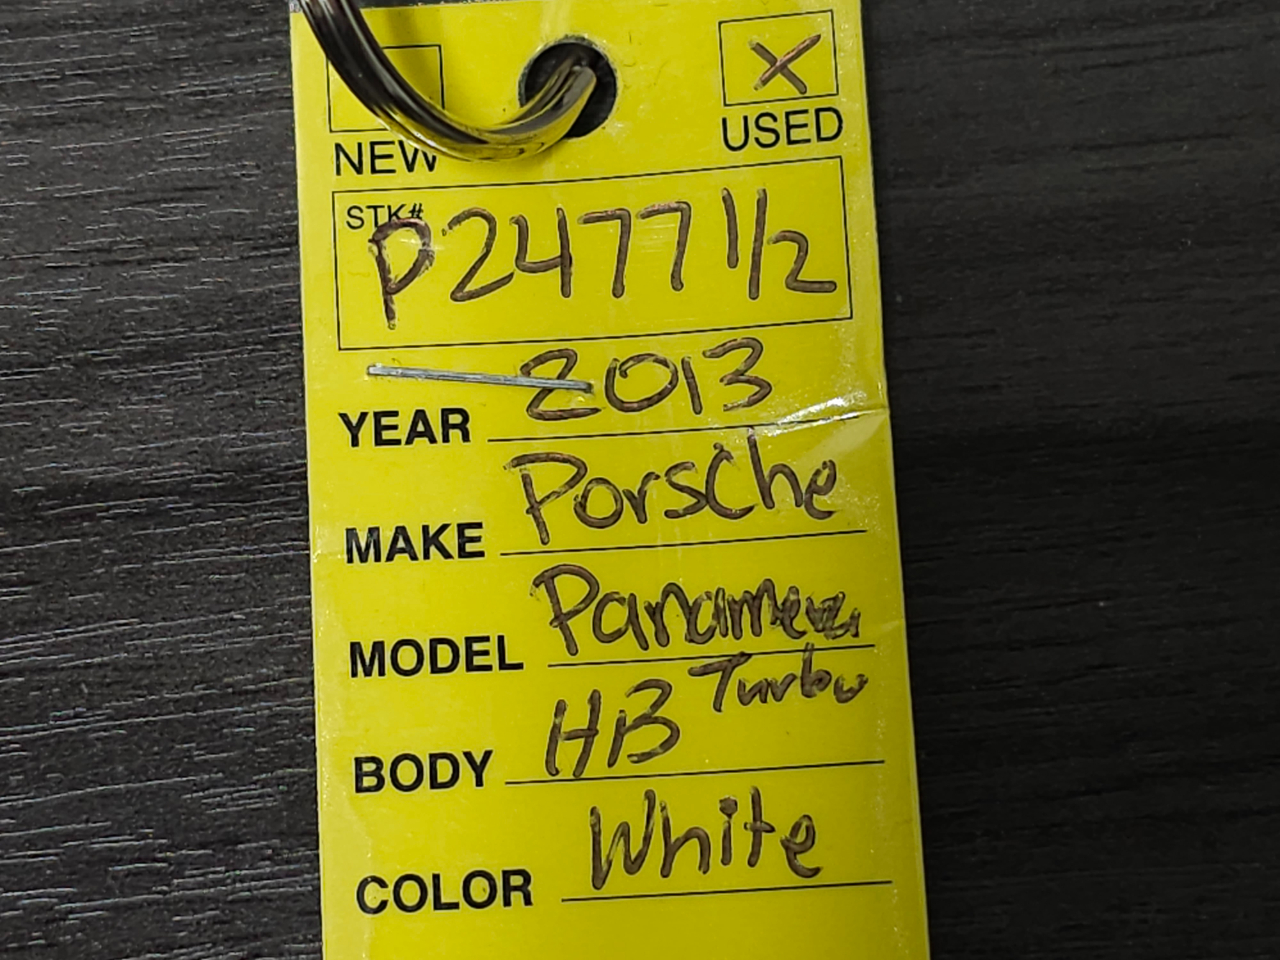 NEW USED
STK# P2477 1/2
YEAR 2013
MAKE Porsche
MODEL Panamera
Turbo
BODY HB
COLOR White